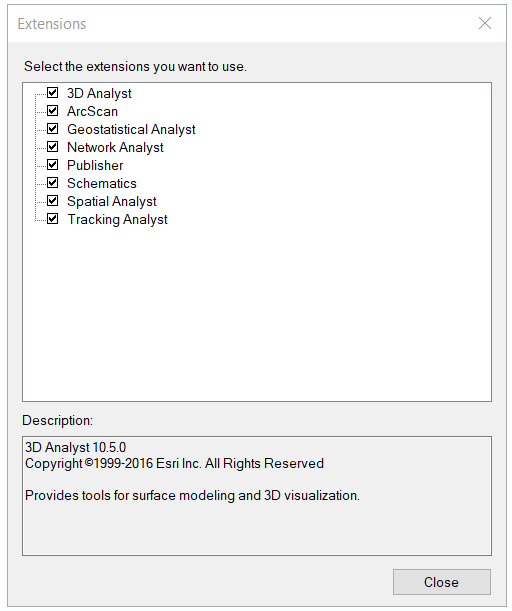 Extensions
Select the extensions you want to use.
3D Analyst
ArcScan
Geostatistical Analyst
Network Analyst
Publisher
Schematics
Spatial Analyst
Tracking Analyst
Description:
3D Analyst 10.5.0
Copyright ©1999-2016 Esri Inc. All Rights Reserved
Provides tools for surface modeling and 3D visualization.
Close